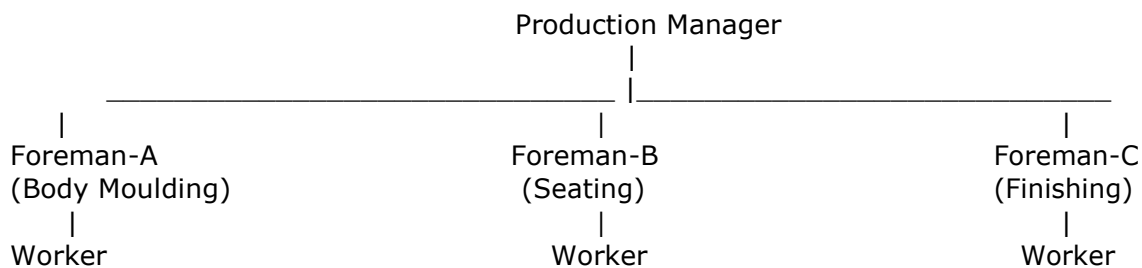 Production Manager
Foreman-A Foreman-B Foreman-C
(Body Moulding) (Seating) (Finishing)
Worker Worker Worker